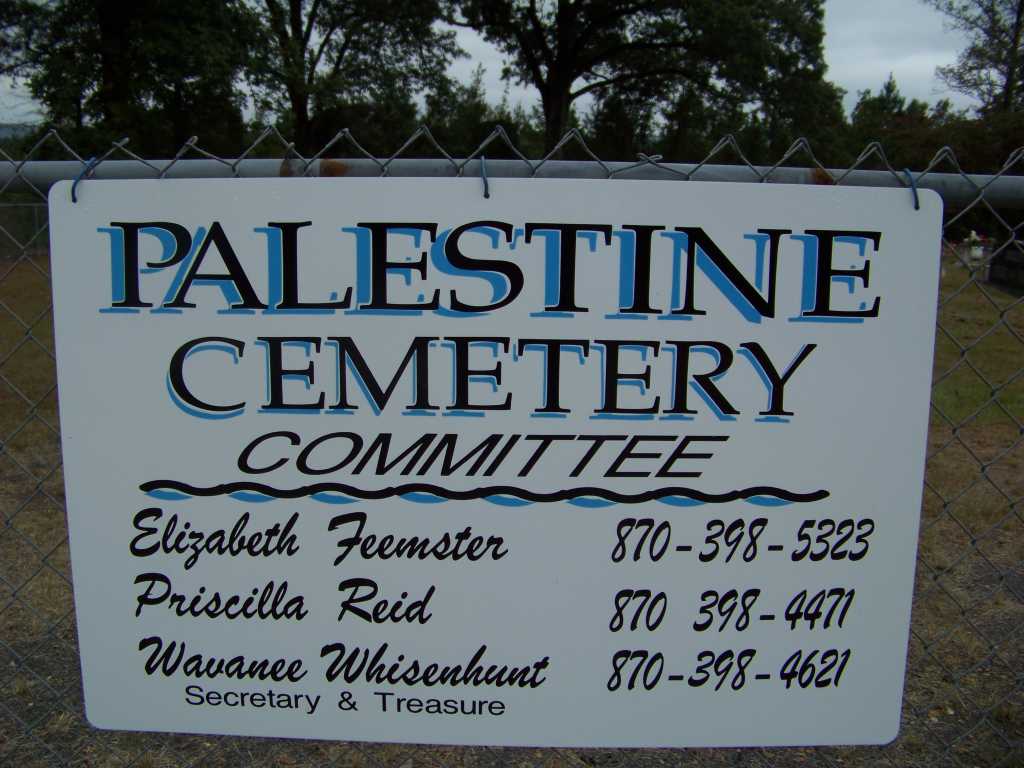 PALESTINE
CEMETERY
COMMITTEE
Elizabeth Feemster 870-398-5323
Priscilla Reid 870 398-4471
Wavanee Whisenhunt 870-398-4621
Secretary & Treasure